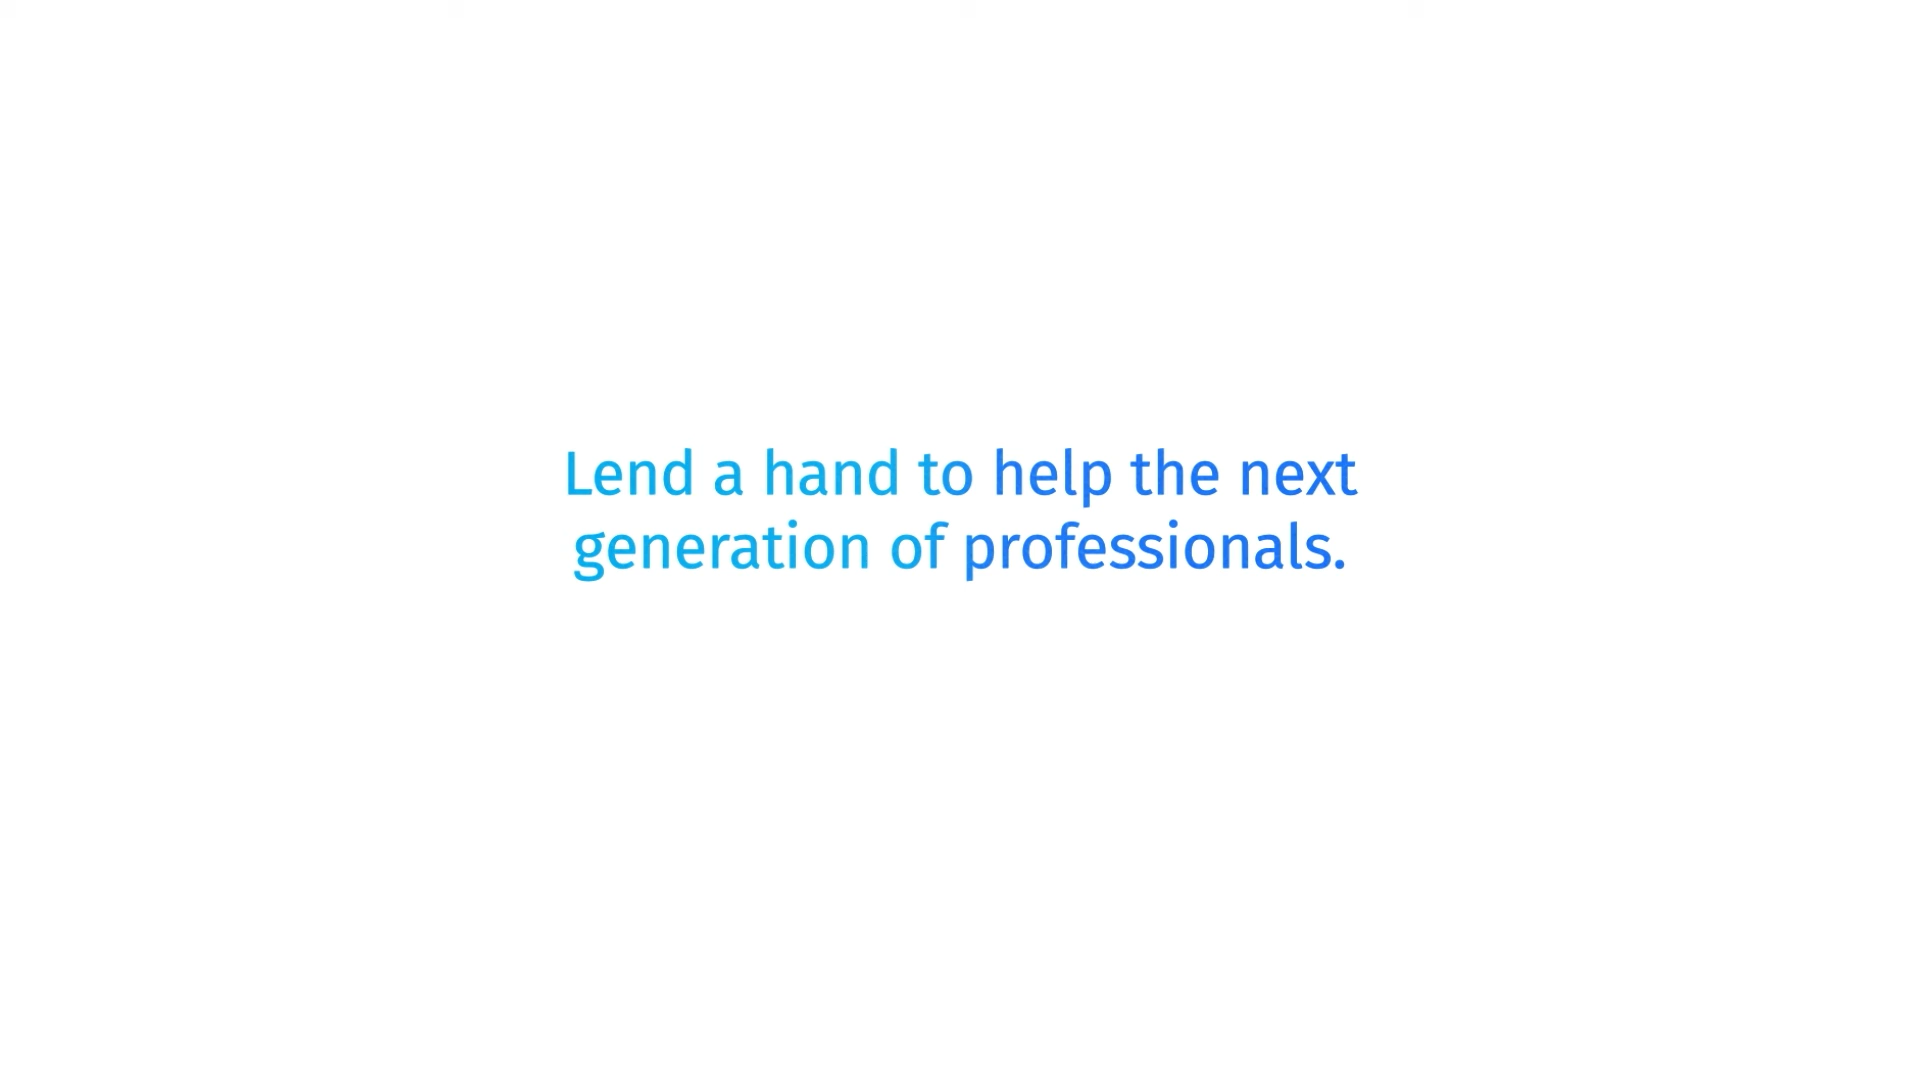 Lend a hand to help the next
generation of professionals.